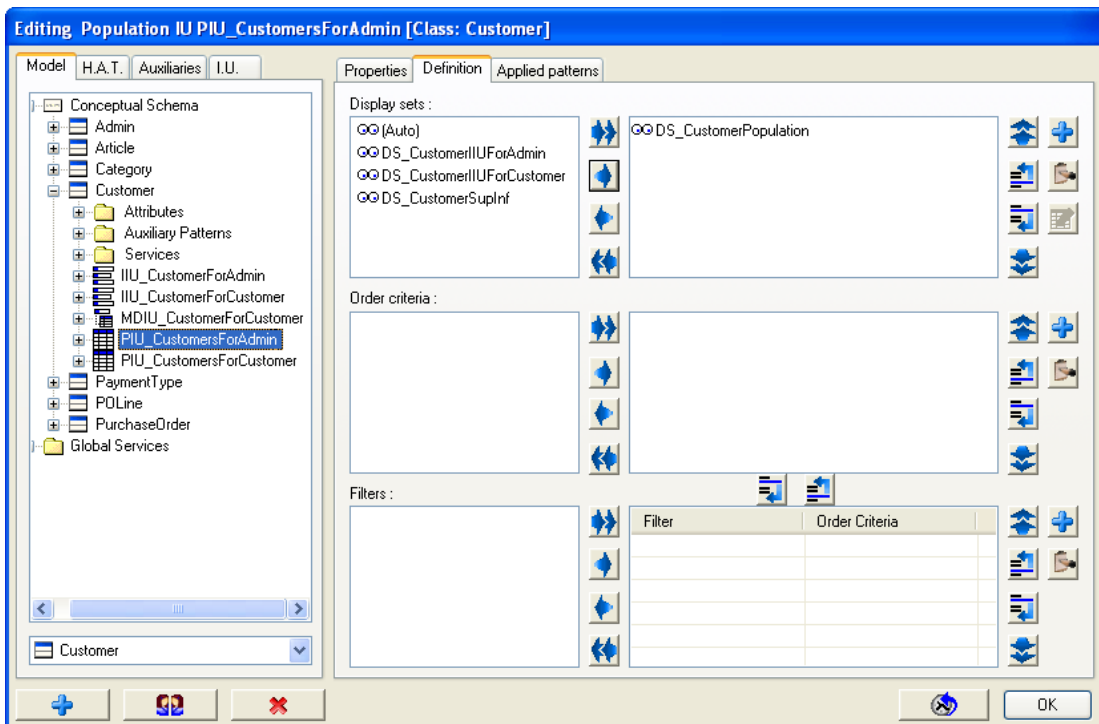 Editing Population IU PIU_CustomersForAdmin [Class: Customer]
Model H.A.T. Auxiliaries I.U.
Conceptual Schema
Admin
Article
Category
Customer
Attributes
Auxiliary Patterns
Services
IIU_CustomerForAdmin
IIU_CustomerForCustomer
MDIU_CustomerForCustomer
PIU_CustomersForAdmin
PIU_CustomersForCustomer
PaymentType
POLine
PurchaseOrder
Global Services
Customer
Properties Definition Applied patterns
Display sets :
(Auto)
DS_CustomerIIUForAdmin
DS_CustomerIIUForCustomer
DS_CustomerSupInf
DS_CustomerPopulation
Order criteria :
Filters :
Filter Order Criteria
OK